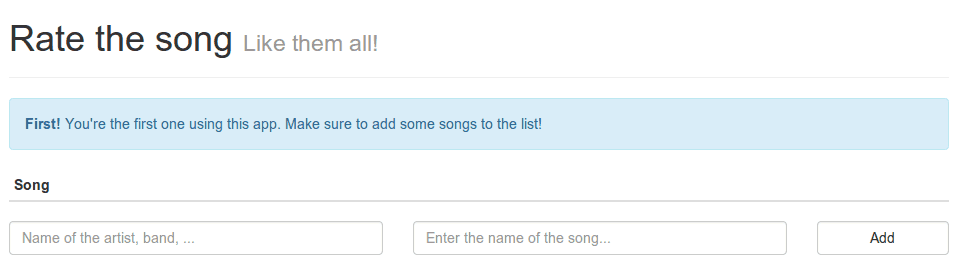 Rate the song Like them all!
First! You're the first one using this app. Make sure to add some songs to the list!
Song
Name of the artist, band, ... Enter the name of the song... Add